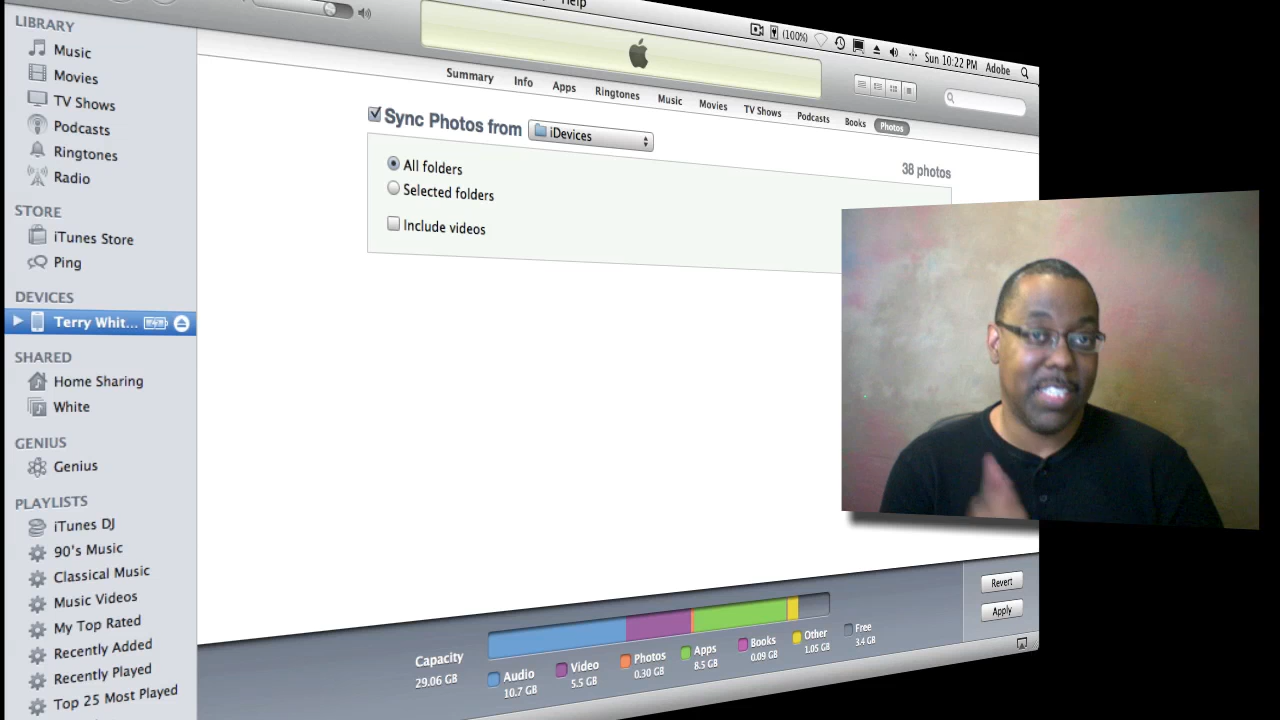 Help
(100%)
Sun 10:22 PM Adobe
LIBRARY
Music
Movies
TV Shows
Podcasts
Ringtones
Radio
STORE
iTunes Store
Ping
DEVICES
Terry Whit...
SHARED
Home Sharing
White
GENIUS
Genius
PLAYLISTS
iTunes DJ
90's Music
Classical Music
Music Videos
My Top Rated
Recently Added
Recently Played
Top 25 Most Played
Summary Info Apps Ringtones Music Movies TV Shows Podcasts Books Photos
Sync Photos from iDevices
38 photos
All folders
Selected folders
Include videos
Capacity
29.06 GB
Audio
10.7 GB
Video
5.5 GB
Photos
0.30 GB
Apps
8.5 GB
Books
0.09 GB
Other
1.05 GB
Free
3.4 GB
Revert
Apply